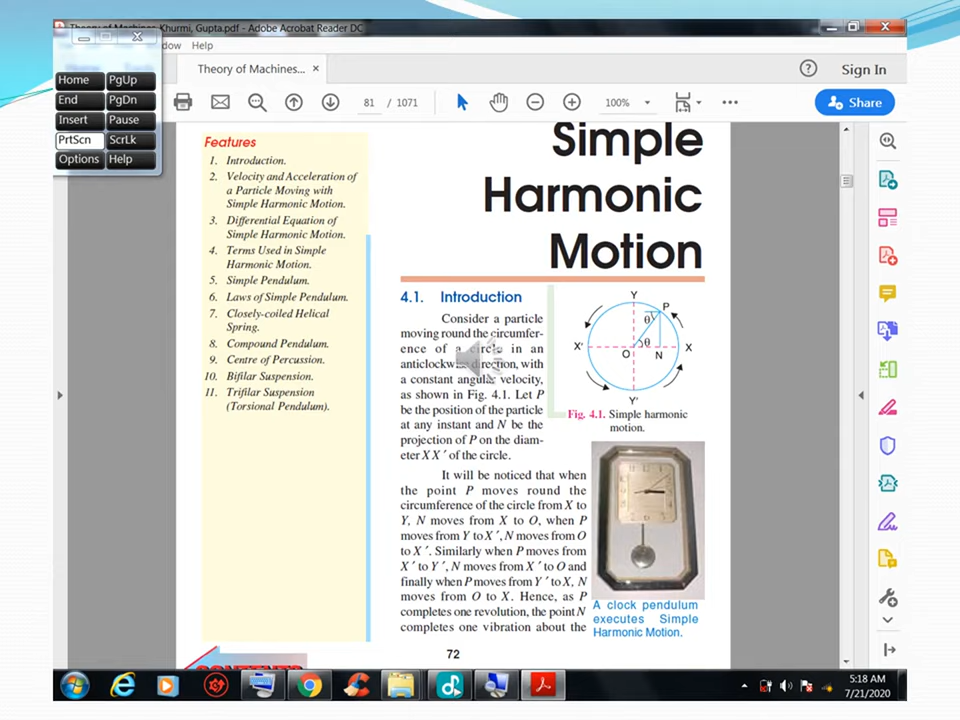 Theory of Machines, Khurmi, Gupta.pdf - Adobe Acrobat Reader DC
Help
Theory of Machines... ×
Sign In
81 / 1071
100%
Share
Home PgUp
End PgDn
Insert Pause
PrtScn ScrLk
Options Help
Features
1. Introduction.
2. Velocity and Acceleration of
a Particle Moving with
Simple Harmonic Motion.
3. Differential Equation of
Simple Harmonic Motion.
4. Terms Used in Simple
Harmonic Motion.
5. Simple Pendulum.
6. Laws of Simple Pendulum.
7. Closely-coiled Helical
Spring.
8. Compound Pendulum.
9. Centre of Percussion.
10. Bifilar Suspension.
11. Trifilar Suspension
(Torsional Pendulum).
Simple
Harmonic
Motion
4.1. Introduction
Consider a particle
moving round the circumfer-
ence of a circle in an
anticlockwise direction, with
a constant angular velocity,
as shown in Fig. 4.1. Let P
be the position of the particle
at any instant and N be the
projection of P on the diam-
eter X X′ of the circle.
Y
P
θ
θ
X′
X
O
N
Y′
Fig. 4.1. Simple harmonic
motion.
It will be noticed that when
the point P moves round the
circumference of the circle from X to
Y, N moves from X to O, when P
moves from Y to X′, N moves from O
to X′. Similarly when P moves from
X′ to Y′, N moves from X′ to O and
finally when P moves from Y′ to X, N
moves from O to X. Hence, as P
completes one revolution, the point N
completes one vibration about the
A clock pendulum
executes Simple
Harmonic Motion.
72
5:18 AM
7/21/2020